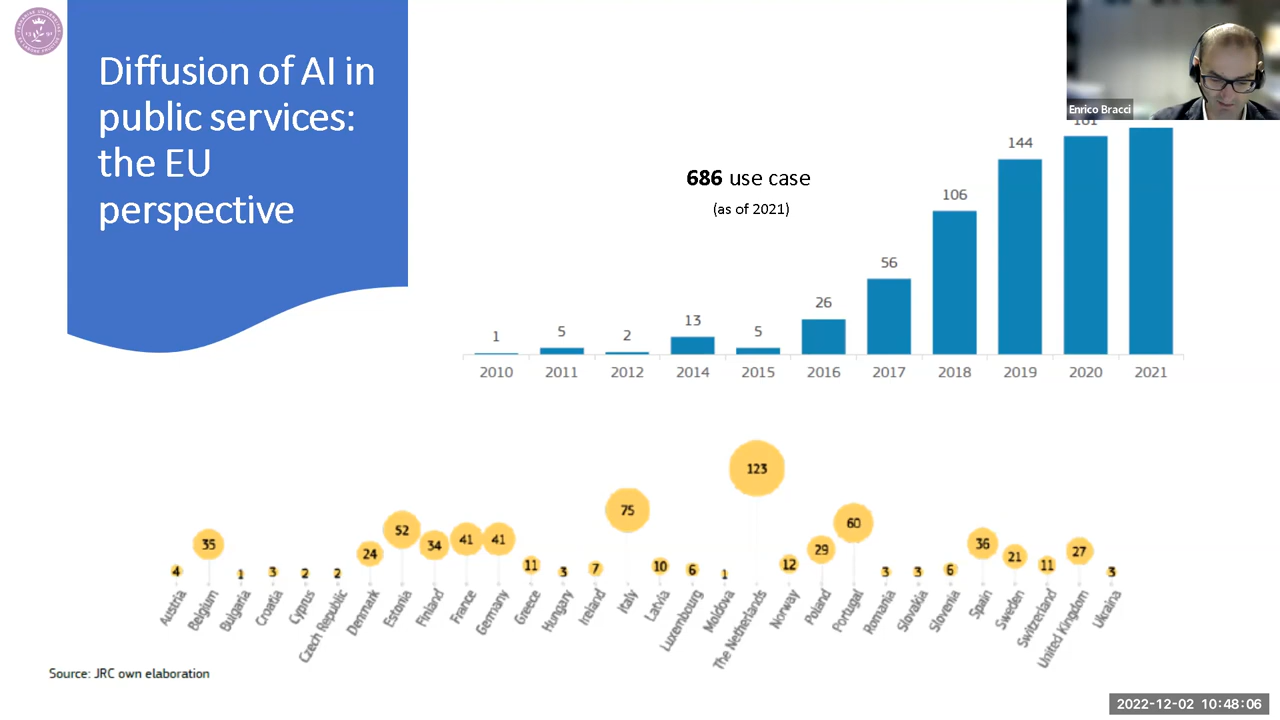 Diffusion of AI in
public services:
the EU
perspective
Enrico Bracci
686 use case
(as of 2021)
1
5
2
13
5
26
56
106
144
161
2010
2011
2012
2014
2015
2016
2017
2018
2019
2020
2021
4
35
1
3
2
2
24
52
34
41
41
11
3
7
75
10
6
1
123
12
29
60
3
3
6
36
21
11
27
3
Austria
Belgium
Bulgaria
Croatia
Cyprus
Czech Republic
Denmark
Estonia
Finland
France
Germany
Greece
Hungary
Ireland
Italy
Latvia
Luxembourg
Moldova
The Netherlands
Norway
Poland
Portugal
Romania
Slovakia
Slovenia
Spain
Sweden
Switzerland
United Kingdom
Ukraina
Source: JRC own elaboration
2022-12-02 10:48:06